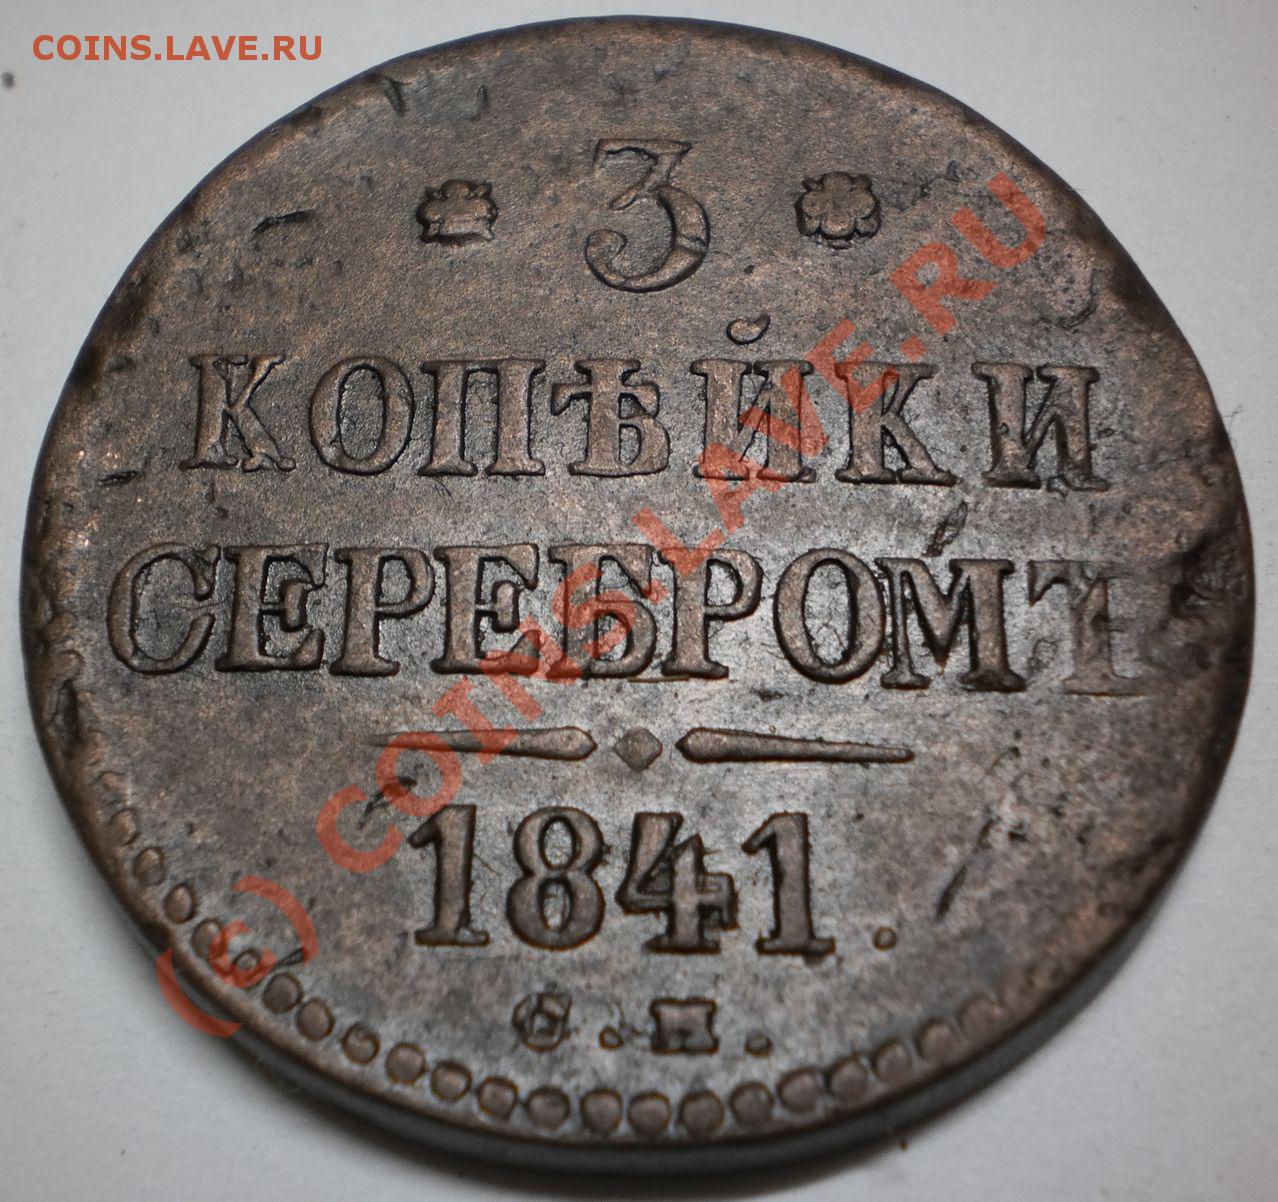 COINS.LAVE.RU
3
КОПѢЙКИ
СЕРЕБРОМЪ
1841.
С.П.
(c) COINS.LAVE.RU